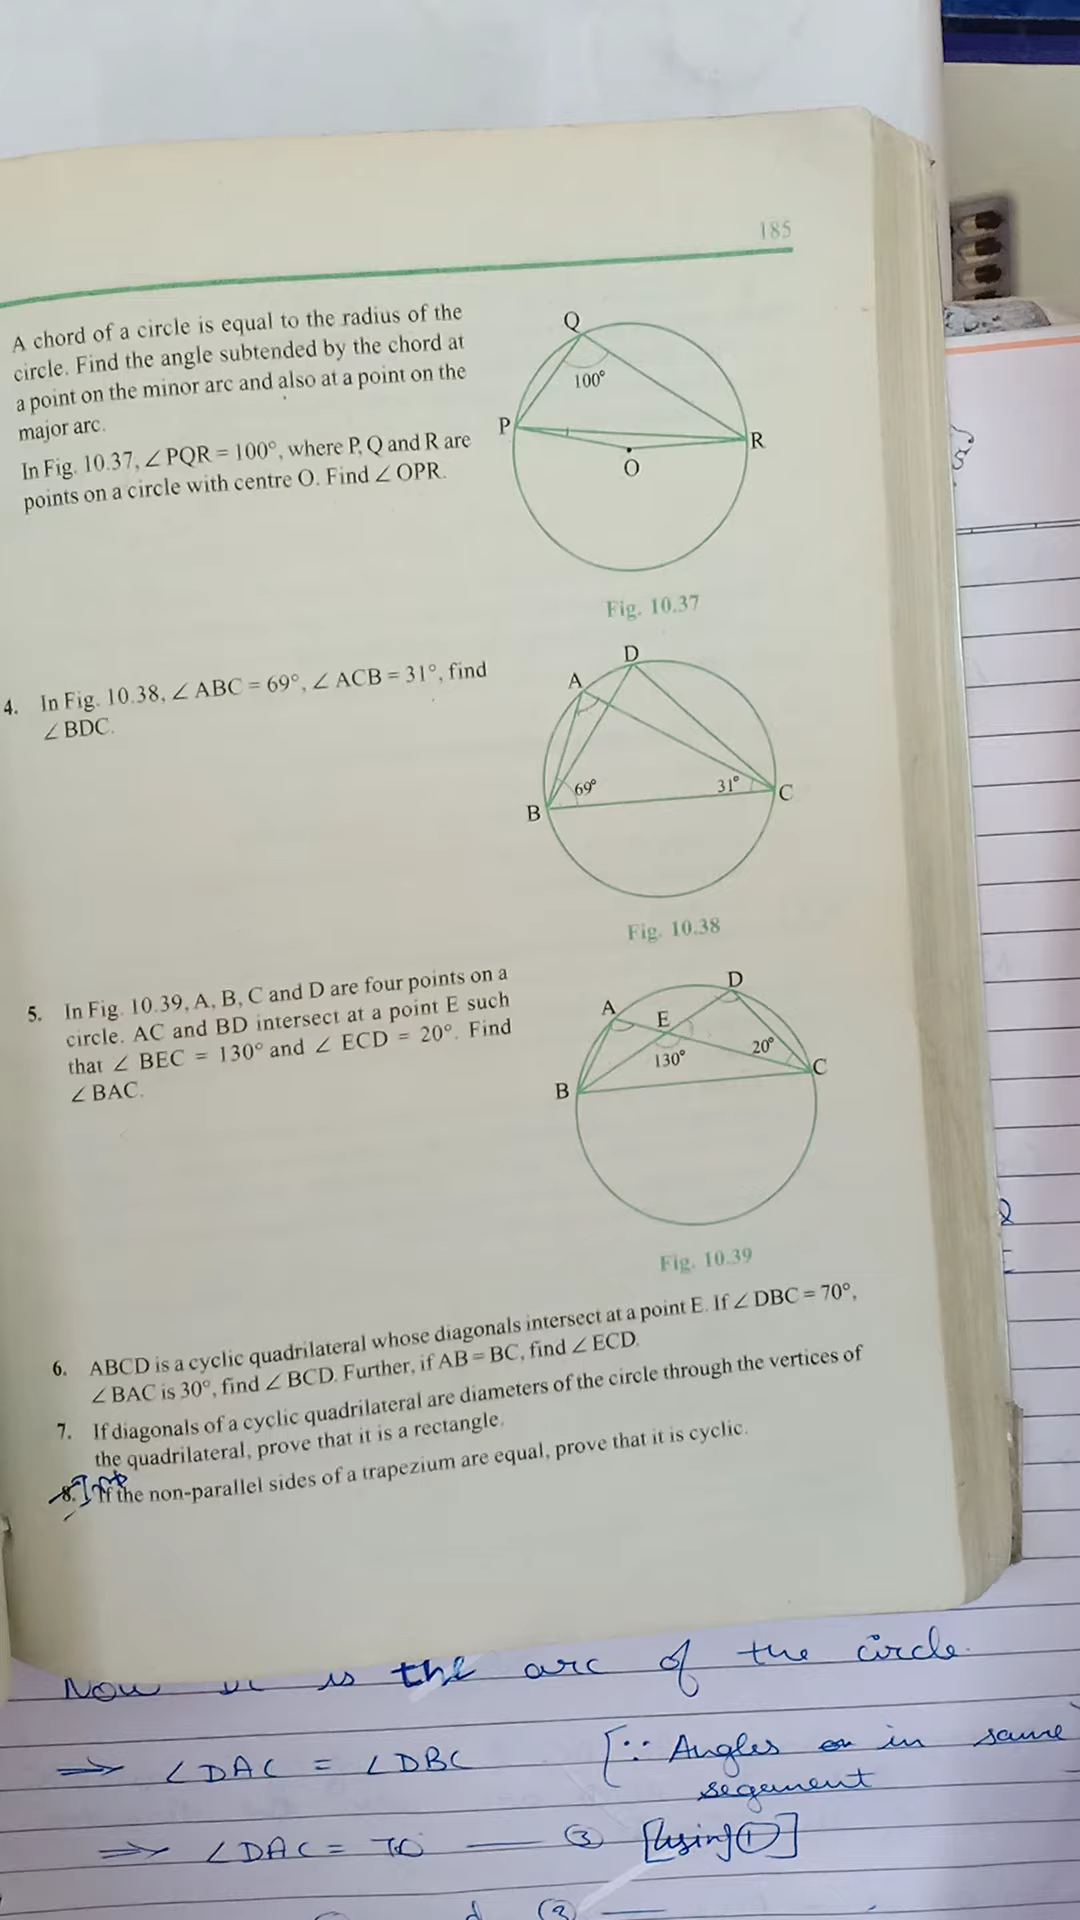 185
A chord of a circle is equal to the radius of the
circle. Find the angle subtended by the chord at
a point on the minor arc and also at a point on the
major arc.
In Fig. 10.37, ∠ PQR = 100°, where P, Q and R are
points on a circle with centre O. Find ∠ OPR.
Q
100°
P
R
O
Fig. 10.37
4. In Fig. 10.38, ∠ ABC = 69°, ∠ ACB = 31°, find
∠ BDC.
D
A
69°
31°
B
C
Fig. 10.38
5. In Fig. 10.39, A, B, C and D are four points on a
circle. AC and BD intersect at a point E such
that ∠ BEC = 130° and ∠ ECD = 20°. Find
∠ BAC.
D
A
E
130°
20°
B
C
Fig. 10.39
6. ABCD is a cyclic quadrilateral whose diagonals intersect at a point E. If ∠ DBC = 70°,
∠ BAC is 30°, find ∠ BCD. Further, if AB = BC, find ∠ ECD.
7. If diagonals of a cyclic quadrilateral are diameters of the circle through the vertices of
the quadrilateral, prove that it is a rectangle.
8. If the non-parallel sides of a trapezium are equal, prove that it is cyclic.
Now is the arc of the circle.
⇒ ∠DAC = ∠DBC [∵ Angles in same
segement
⇒ ∠DAC = 70 — ③ [Using ①]